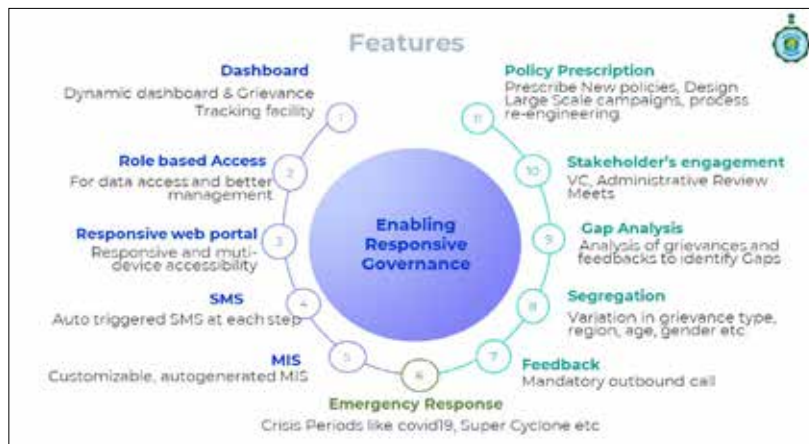 Features
Dashboard
Dynamic dashboard & Grievance
Tracking facility
1
Role based Access
For data access and better
management
2
Responsive web portal
Responsive and muti-
device accessibility
3
SMS
Auto triggered SMS at each step
4
MIS
Customizable, autogenerated MIS
5
Enabling
Responsive
Governance
6
Emergency Response
Crisis Periods like covid19, Super Cyclone etc
7
Feedback
Mandatory outbound call
8
Segregation
Variation in grievance type,
region, age, gender etc
9
Gap Analysis
Analysis of grievances and
feedbacks to identify Gaps
10
Stakeholder's engagement
VC, Administrative Review
Meets
11
Policy Prescription
Prescribe New policies, Design
Large Scale campaigns, process
re-engineering